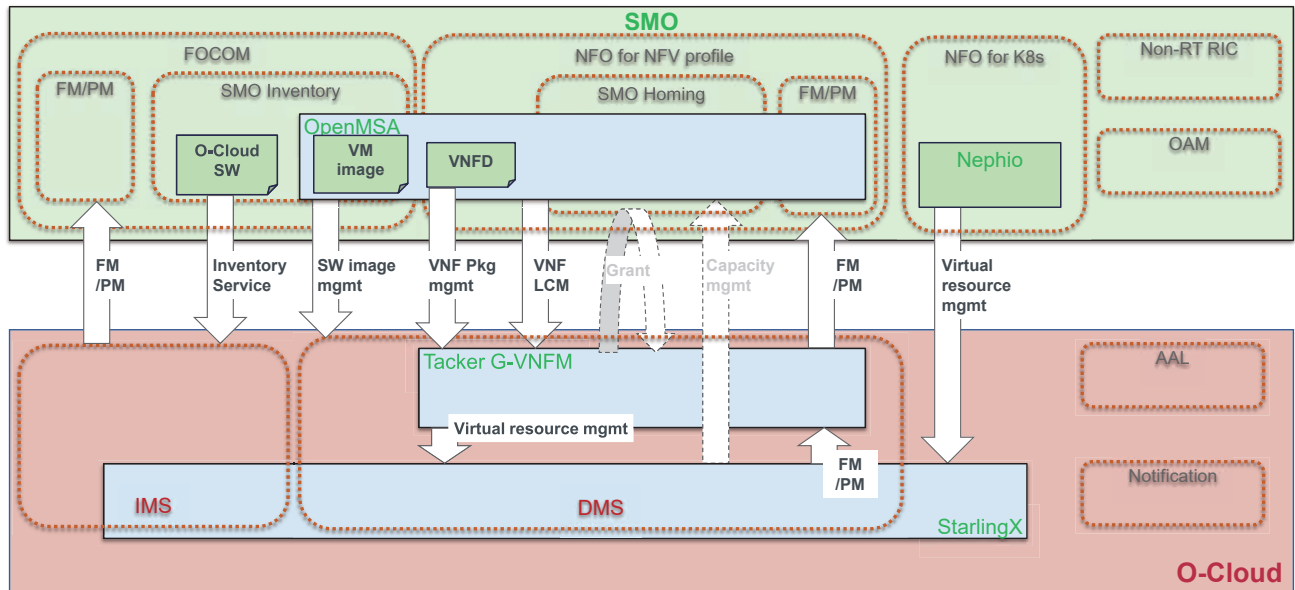 SMO
FOCOM
NFO for NFV profile
NFO for K8s
Non-RT RIC
FM/PM
SMO Inventory
SMO Homing
FM/PM
OpenMSA
O-Cloud
SW
VM
image
VNFD
Nephio
OAM
FM
/PM
Inventory
Service
SW image
mgmt
VNF Pkg
mgmt
VNF
LCM
Grant
Capacity
mgmt
FM
/PM
Virtual
resource
mgmt
Tacker G-VNFM
AAL
Virtual resource mgmt
FM
/PM
Notification
IMS
DMS
StarlingX
O-Cloud